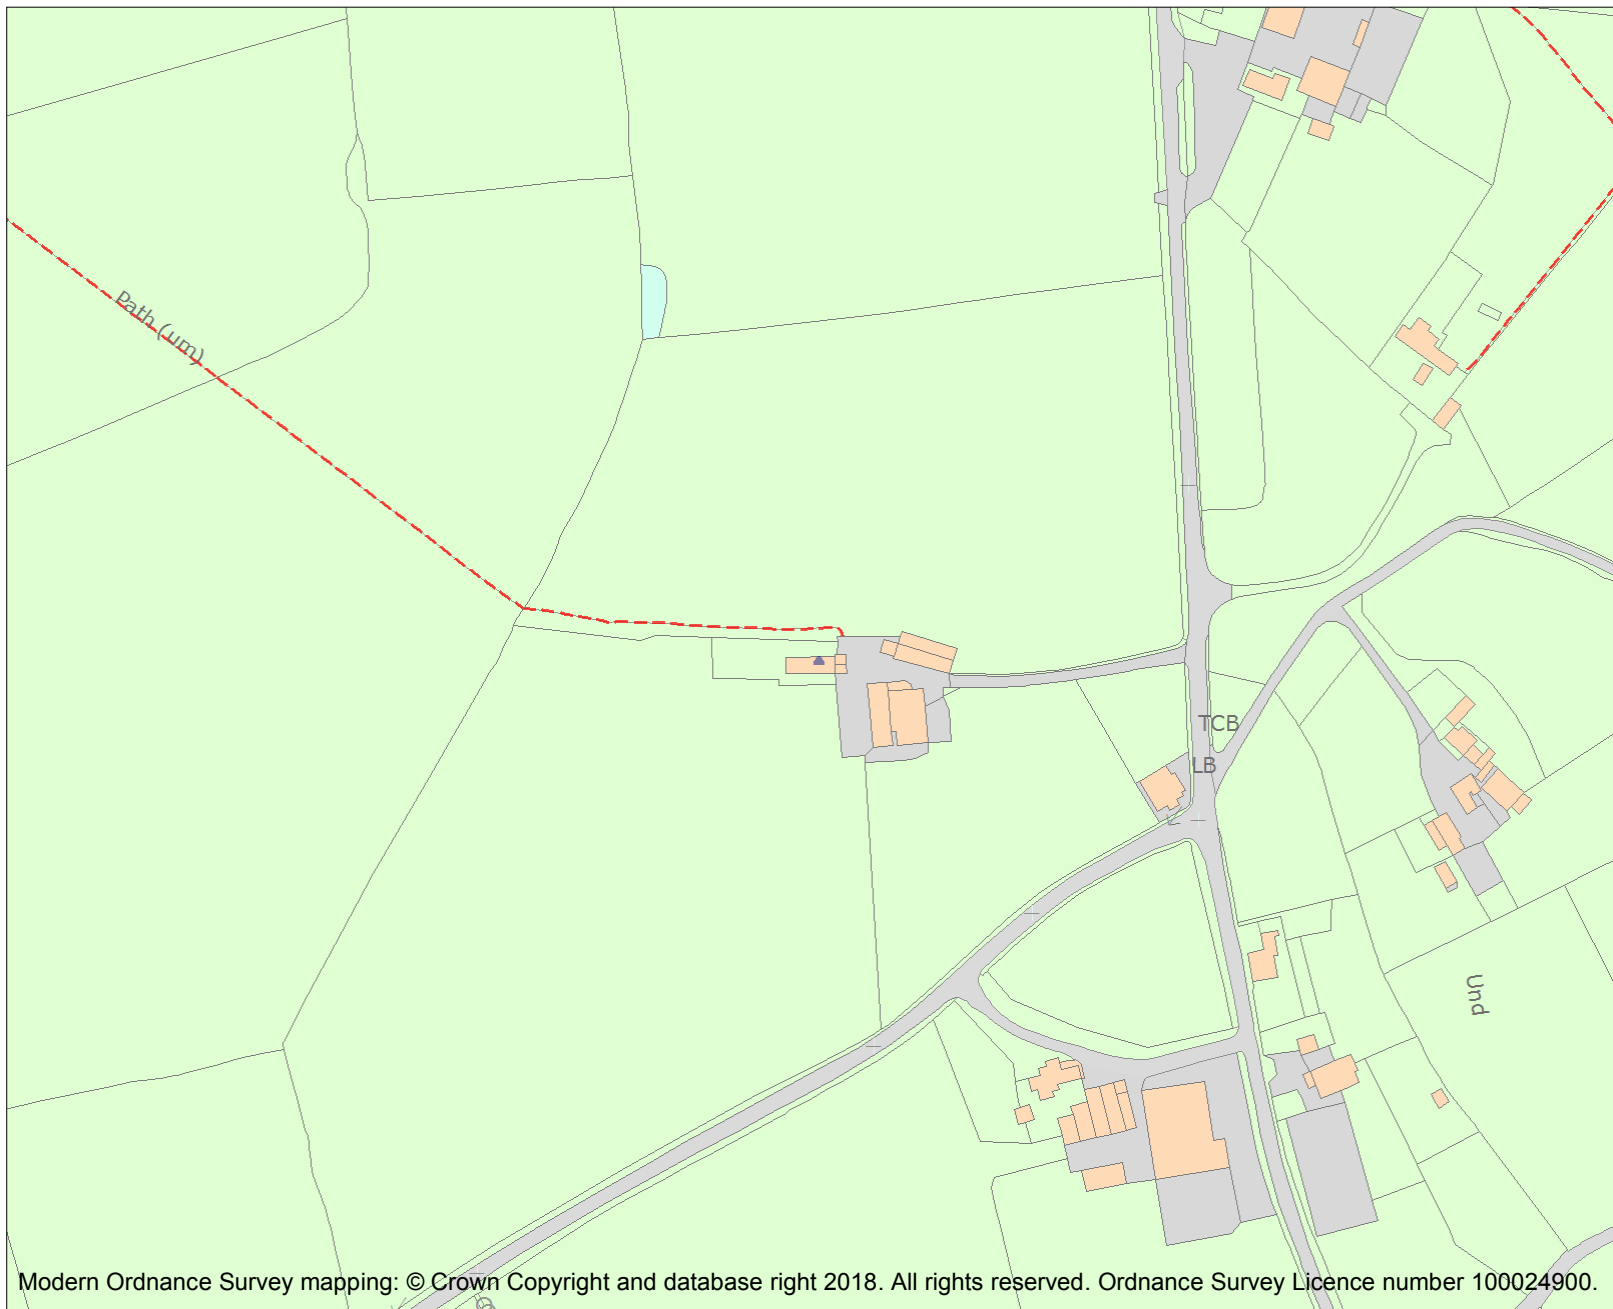 Path (um)
TCB
LB
Und
Modern Ordnance Survey mapping: © Crown Copyright and database right 2018. All rights reserved. Ordnance Survey Licence number 100024900.